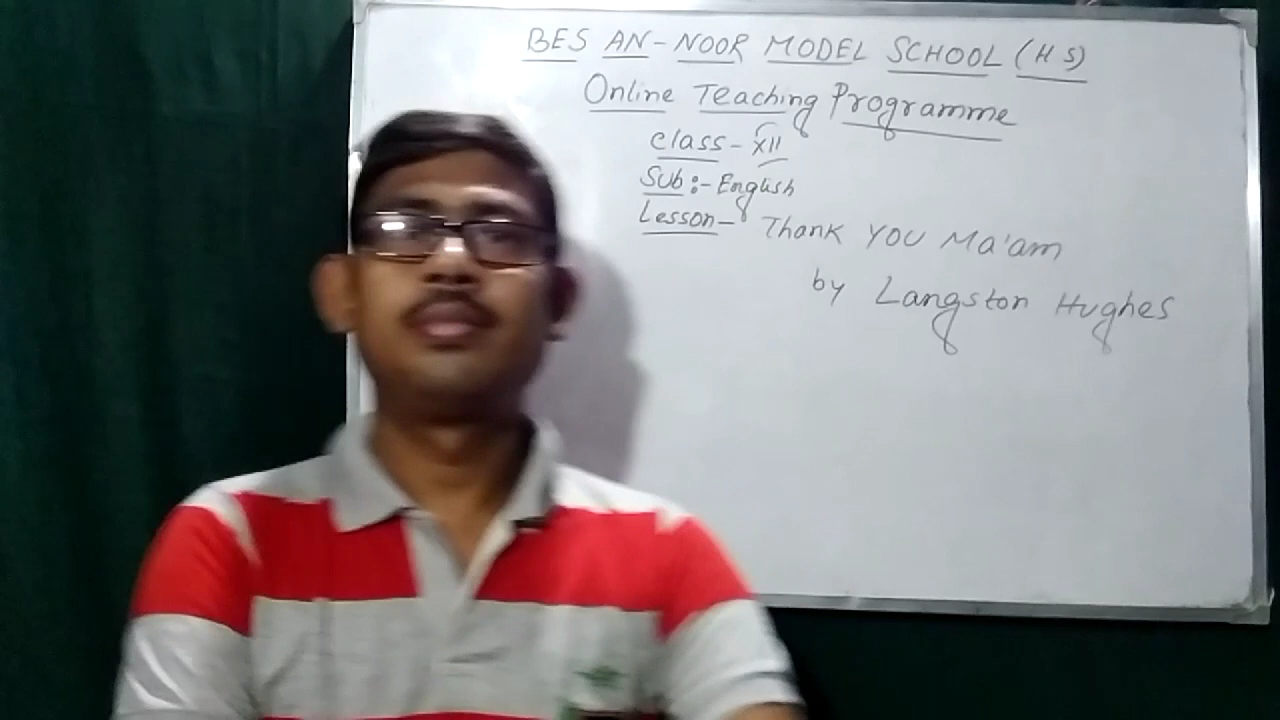 BES AN-NOOR MODEL SCHOOL (H S)
Online Teaching Programme
Class - XII
Sub :- English
Lesson - Thank YOU Ma'am
by Langston Hughes